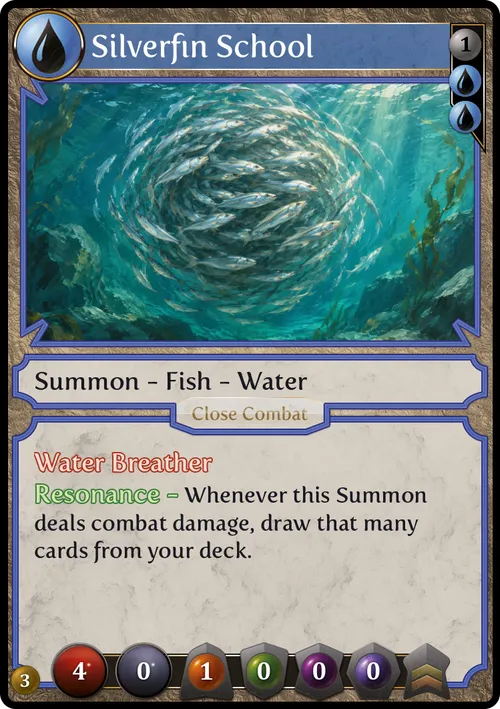 Silverfin School
1
Summon - Fish - Water
Close Combat
Water Breather
Resonance - Whenever this Summon
deals combat damage, draw that many
cards from your deck.
3
4*
0*
1
0
0
0